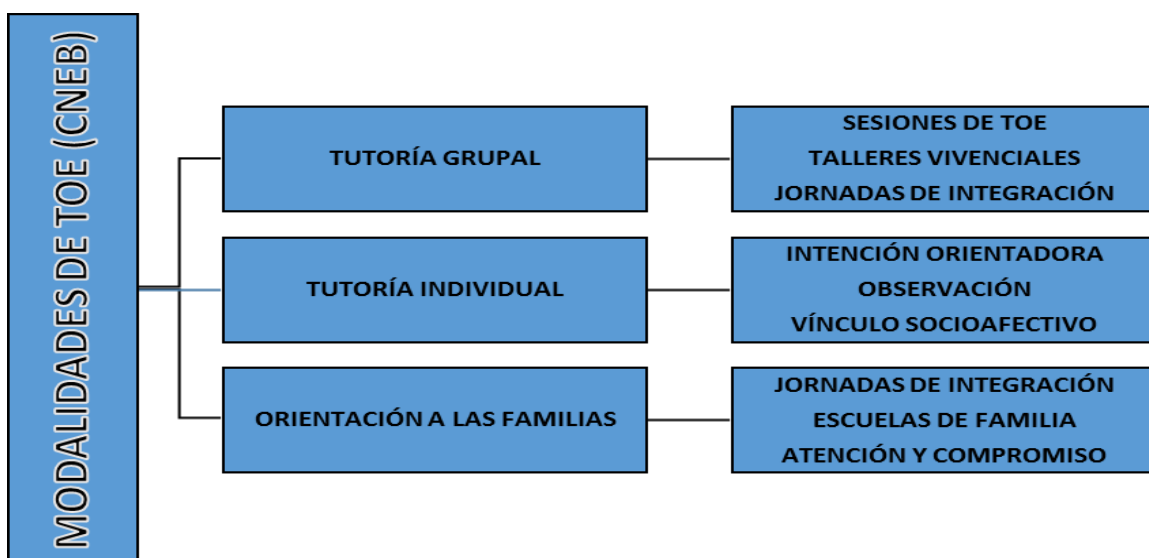 MODALIDADES DE TOE (CNEB)
TUTORÍA GRUPAL
SESIONES DE TOE
TALLERES VIVENCIALES
JORNADAS DE INTEGRACIÓN
TUTORÍA INDIVIDUAL
INTENCIÓN ORIENTADORA
OBSERVACIÓN
VÍNCULO SOCIOAFECTIVO
ORIENTACIÓN A LAS FAMILIAS
JORNADAS DE INTEGRACIÓN
ESCUELAS DE FAMILIA
ATENCIÓN Y COMPROMISO